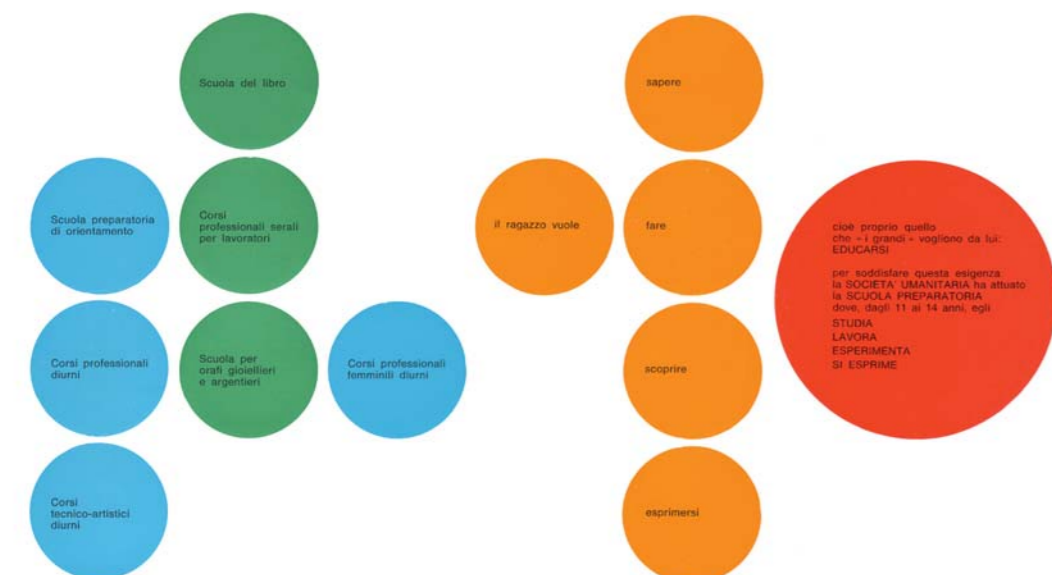 Scuola del libro
Scuola preparatoria
di orientamento
Corsi
professionali serali
per lavoratori
Corsi professionali
diurni
Scuola per
orafi gioiellieri
e argentieri
Corsi professionali
femminili diurni
Corsi
tecnico-artistici
diurni
Il ragazzo vuole
sapere
fare
scoprire
esprimersi
cioè proprio quello
che « i grandi » vogliono da lui:
EDUCARSI
per soddisfare questa esigenza
la SOCIETA' UMANITARIA ha attuato
la SCUOLA PREPARATORIA
dove, dagli 11 ai 14 anni, egli
STUDIA
LAVORA
ESPERIMENTA
SI ESPRIME